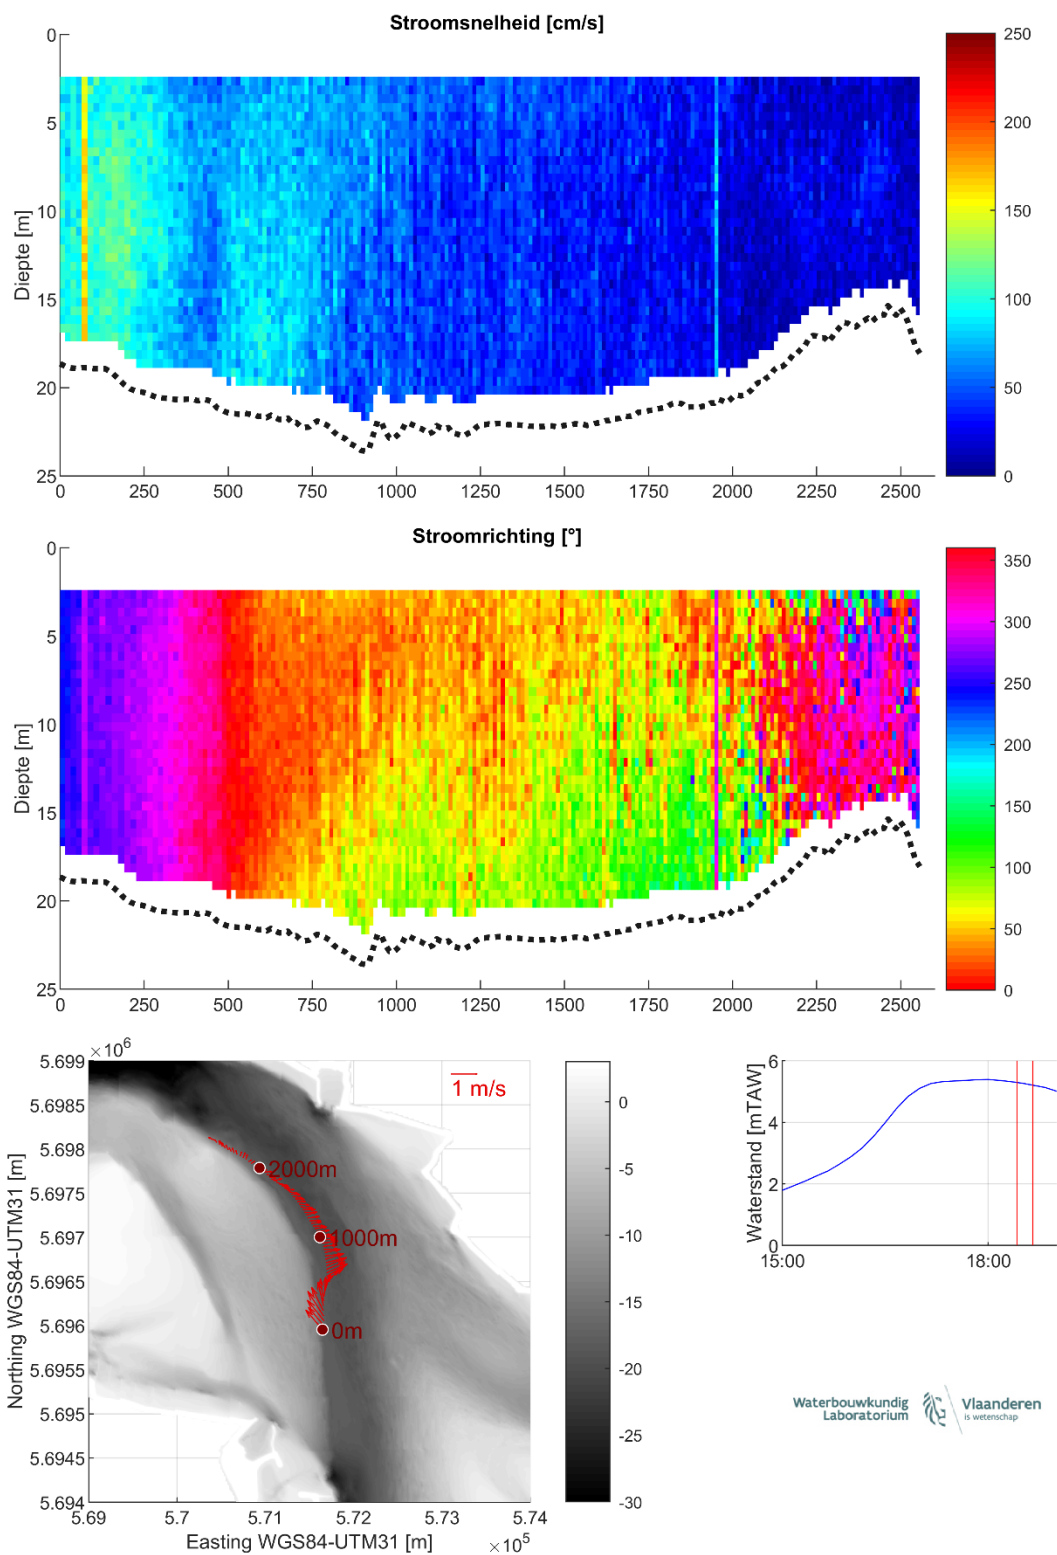 Stroomsnelheid [cm/s]
0
5
10
15
20
25
Diepte [m]
0 250 500 750 1000 1250 1500 1750 2000 2250 2500
250
200
150
100
50
0
Stroomrichting [°]
0
5
10
15
20
25
Diepte [m]
0 250 500 750 1000 1250 1500 1750 2000 2250 2500
350
300
250
200
150
100
50
0
×10⁶
5.699
5.6985
5.698
5.6975
5.697
5.6965
5.696
5.6955
5.695
5.6945
5.694
Northing WGS84-UTM31 [m]
1 m/s
2000m
1000m
0m
5.69 5.7 5.71 5.72 5.73 5.74
Easting WGS84-UTM31 [m]
×10⁵
0
-5
-10
-15
-20
-25
-30
Waterstand [mTAW]
6
4
2
0
15:00 18:00
Waterbouwkundig
Laboratorium
Vlaanderen
is wetenschap